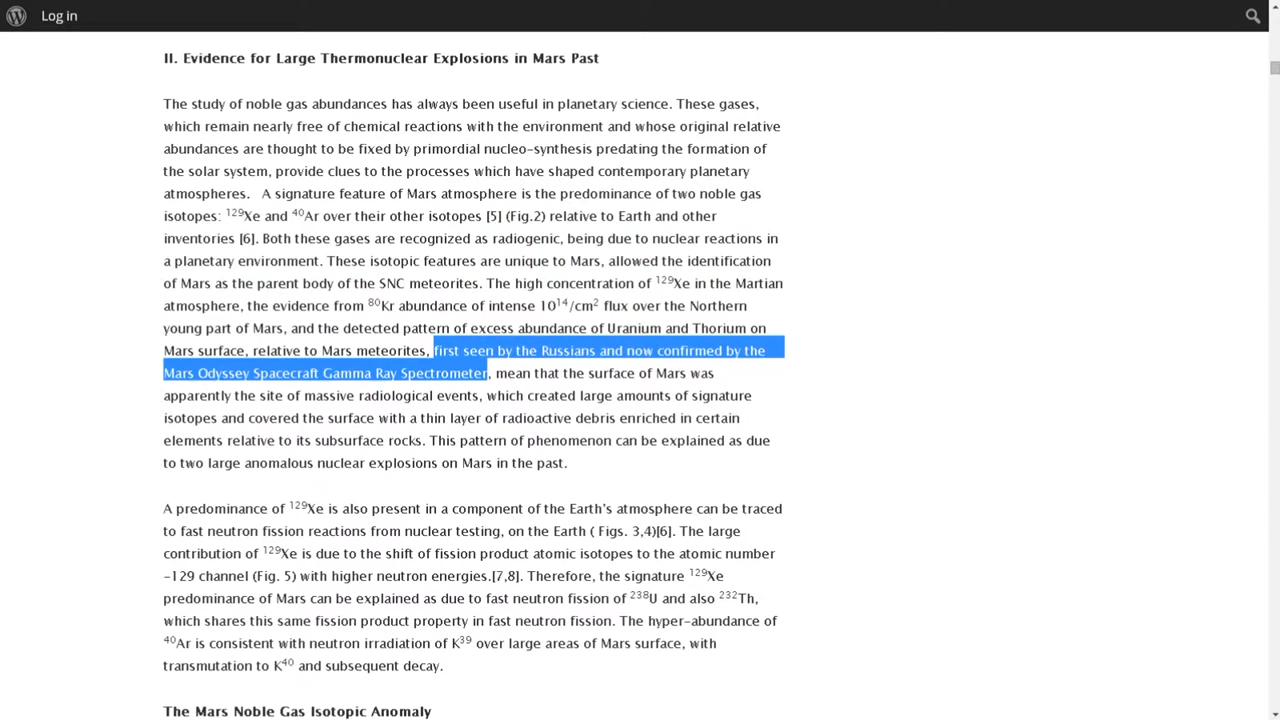 Log in
II. Evidence for Large Thermonuclear Explosions in Mars Past
The study of noble gas abundances has always been useful in planetary science. These gases,
which remain nearly free of chemical reactions with the environment and whose original relative
abundances are thought to be fixed by primordial nucleo-synthesis predating the formation of
the solar system, provide clues to the processes which have shaped contemporary planetary
atmospheres.   A signature feature of Mars atmosphere is the predominance of two noble gas
isotopes: ¹²⁹Xe and ⁴⁰Ar over their other isotopes [5] (Fig.2) relative to Earth and other
inventories [6]. Both these gases are recognized as radiogenic, being due to nuclear reactions in
a planetary environment. These isotopic features are unique to Mars, allowed the identification
of Mars as the parent body of the SNC meteorites. The high concentration of ¹²⁹Xe in the Martian
atmosphere, the evidence from ⁸⁰Kr abundance of intense 10¹⁴/cm² flux over the Northern
young part of Mars, and the detected pattern of excess abundance of Uranium and Thorium on
Mars surface, relative to Mars meteorites, first seen by the Russians and now confirmed by the
Mars Odyssey Spacecraft Gamma Ray Spectrometer, mean that the surface of Mars was
apparently the site of massive radiological events, which created large amounts of signature
isotopes and covered the surface with a thin layer of radioactive debris enriched in certain
elements relative to its subsurface rocks. This pattern of phenomenon can be explained as due
to two large anomalous nuclear explosions on Mars in the past.
A predominance of ¹²⁹Xe is also present in a component of the Earth's atmosphere can be traced
to fast neutron fission reactions from nuclear testing, on the Earth ( Figs. 3,4)[6]. The large
contribution of ¹²⁹Xe is due to the shift of fission product atomic isotopes to the atomic number
-129 channel (Fig. 5) with higher neutron energies.[7,8]. Therefore, the signature ¹²⁹Xe
predominance of Mars can be explained as due to fast neutron fission of ²³⁸U and also ²³²Th,
which shares this same fission product property in fast neutron fission. The hyper-abundance of
⁴⁰Ar is consistent with neutron irradiation of K³⁹ over large areas of Mars surface, with
transmutation to K⁴⁰ and subsequent decay.
The Mars Noble Gas Isotopic Anomaly